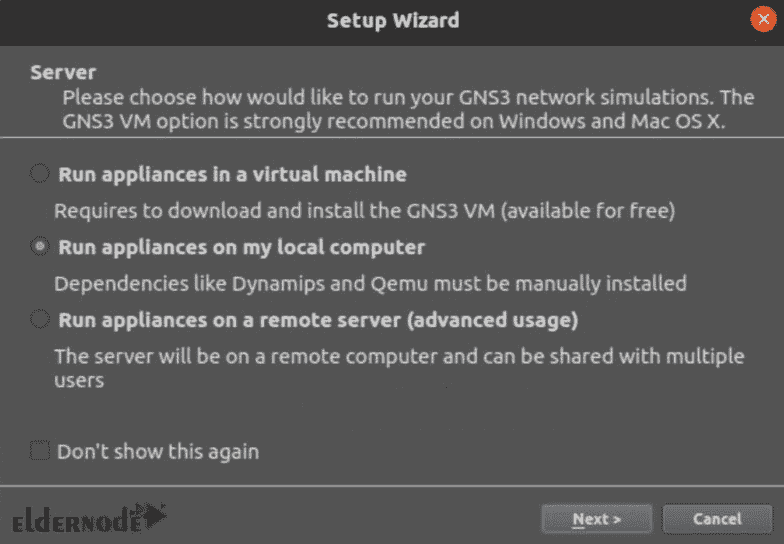 Setup Wizard
Server
Please choose how would like to run your GNS3 network simulations. The
GNS3 VM option is strongly recommended on Windows and Mac OS X.
Run appliances in a virtual machine
Requires to download and install the GNS3 VM (available for free)
Run appliances on my local computer
Dependencies like Dynamips and Qemu must be manually installed
Run appliances on a remote server (advanced usage)
The server will be on a remote computer and can be shared with multiple
users
Don't show this again
eldernode
Next >
Cancel